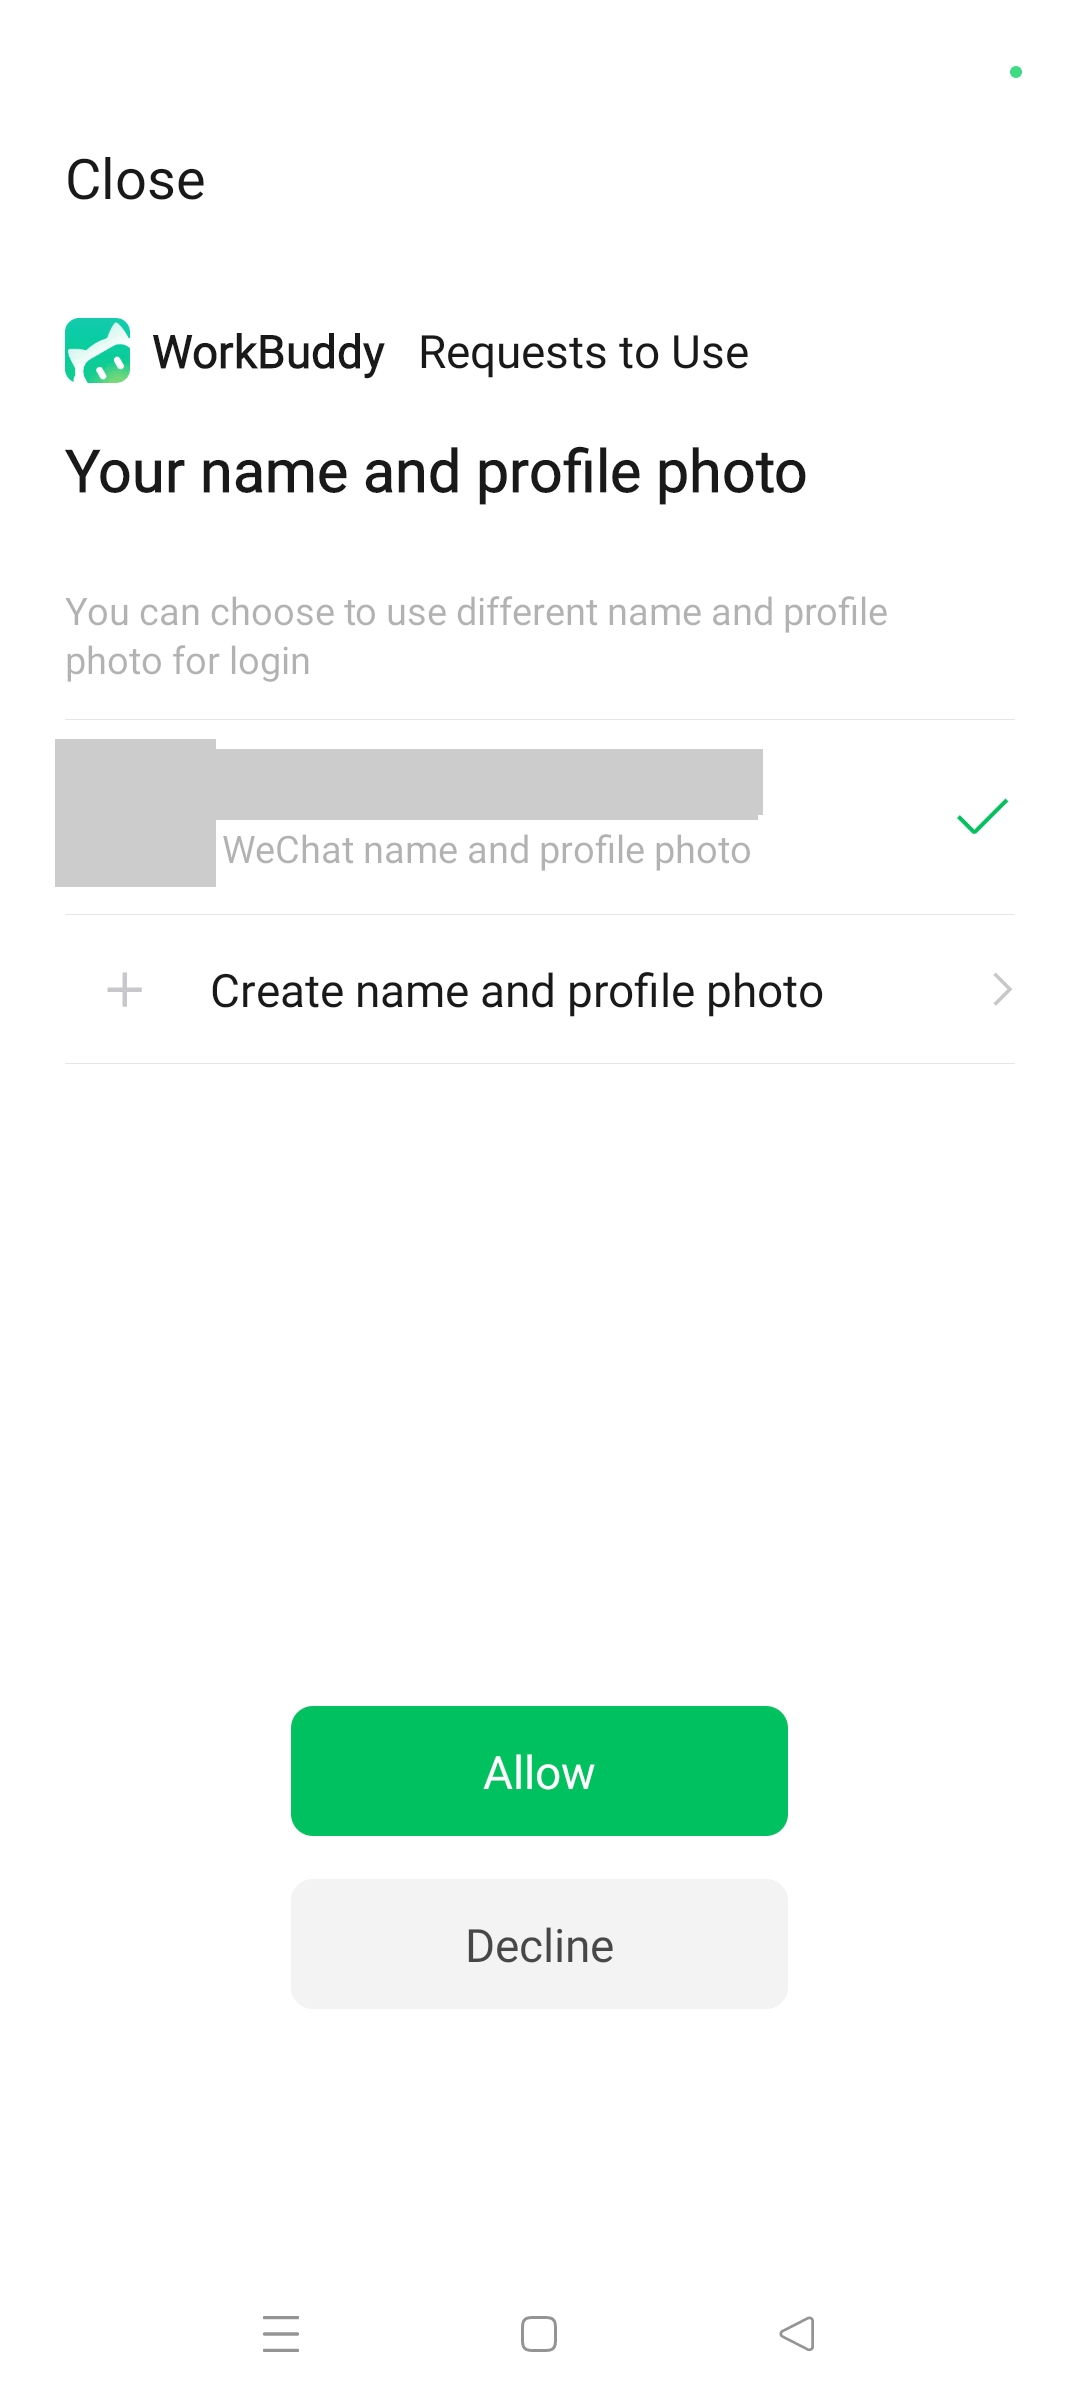 Close
WorkBuddy Requests to Use
Your name and profile photo
You can choose to use different name and profile
photo for login
WeChat name and profile photo
Create name and profile photo
Allow
Decline